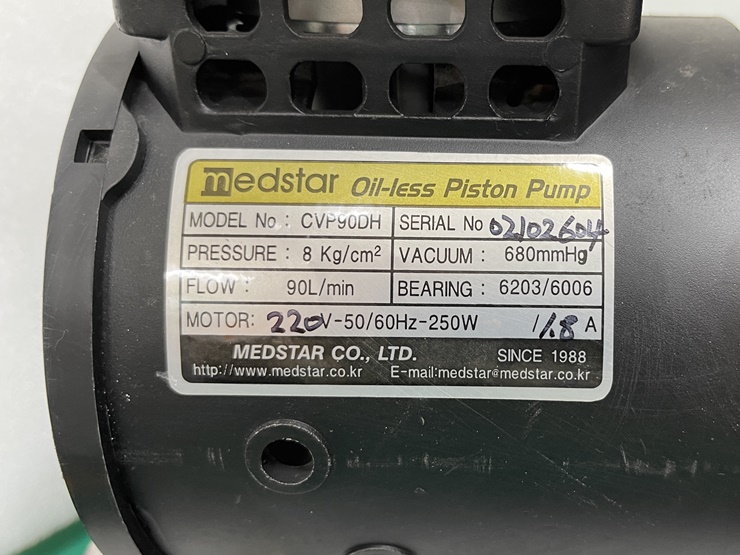 medstar Oil-less Piston Pump
MODEL No : CVP90DH SERIAL No 02102604
PRESSURE : 8 Kg/cm² VACUUM : 680mmHg
FLOW : 90L/min BEARING : 6203/6006
MOTOR: 220V-50/60Hz-250W /1.8 A
MEDSTAR CO., LTD. SINCE 1988
http://www.medstar.co.kr E-mail:medstar@medstar.co.kr